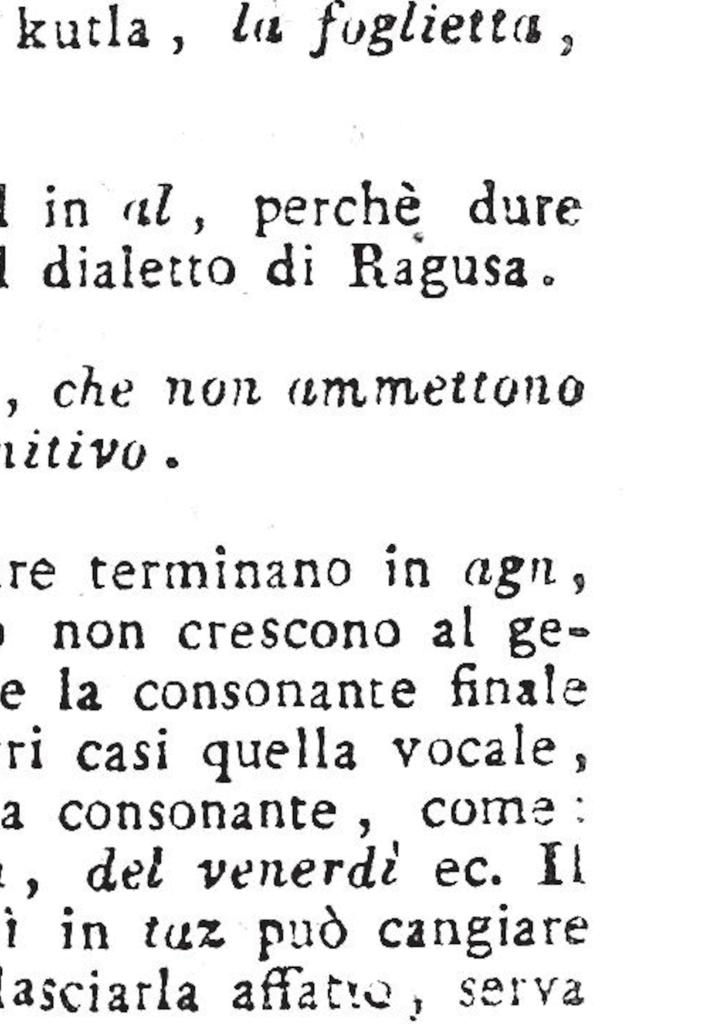 kutla, la foglietta,
in al, perchè dure
dialetto di Ragusa.
, che non ammettono
nitivo.
re terminano in agn,
non crescono al ge-
e la consonante finale
ri casi quella vocale,
a consonante, come:
, del venerdì ec. Il
ì in taz può cangiare
lasciarla affatto, serva